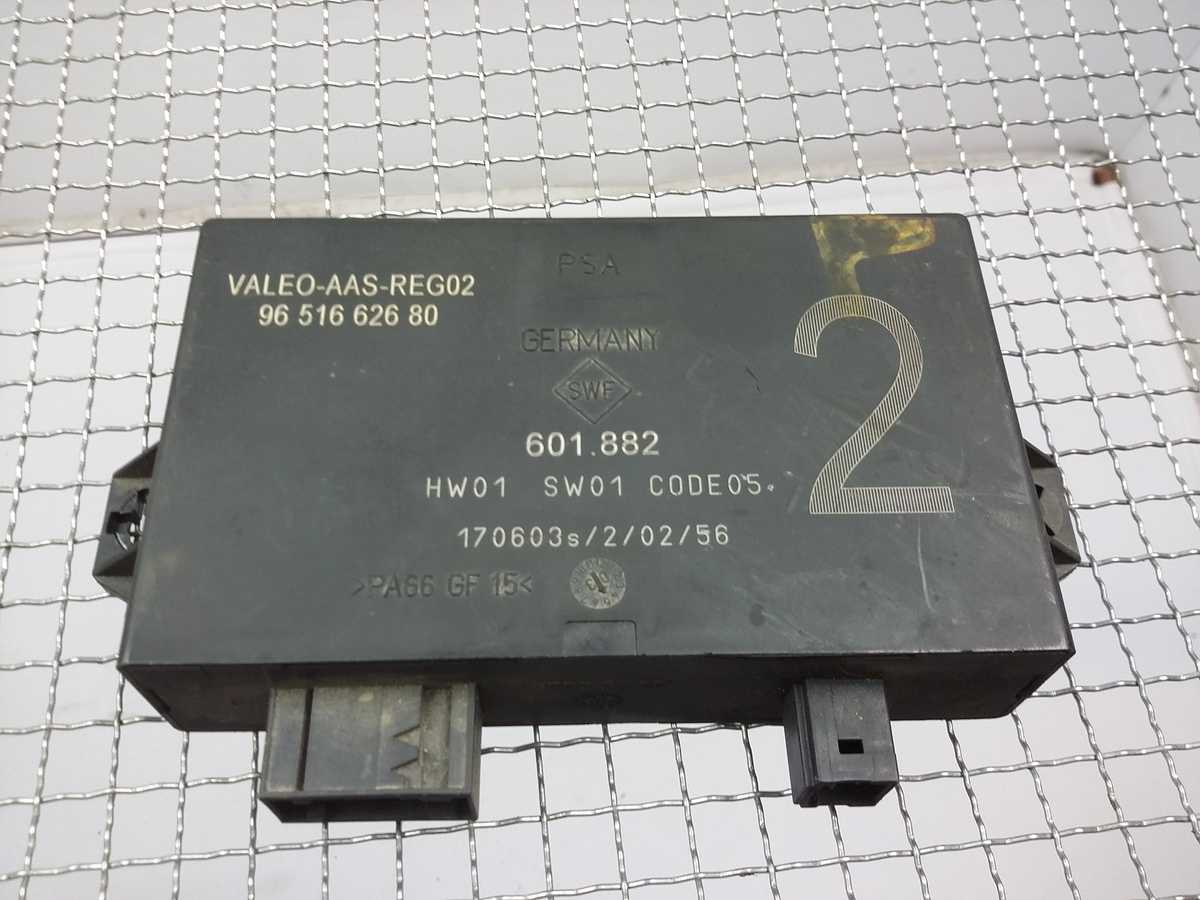 PSA
VALEO-AAS-REG02
96 516 626 80
2
GERMANY
SWF
601.882
HW01 SW01 CODE05.
170603s/2/02/56
>PA66 GF 15<